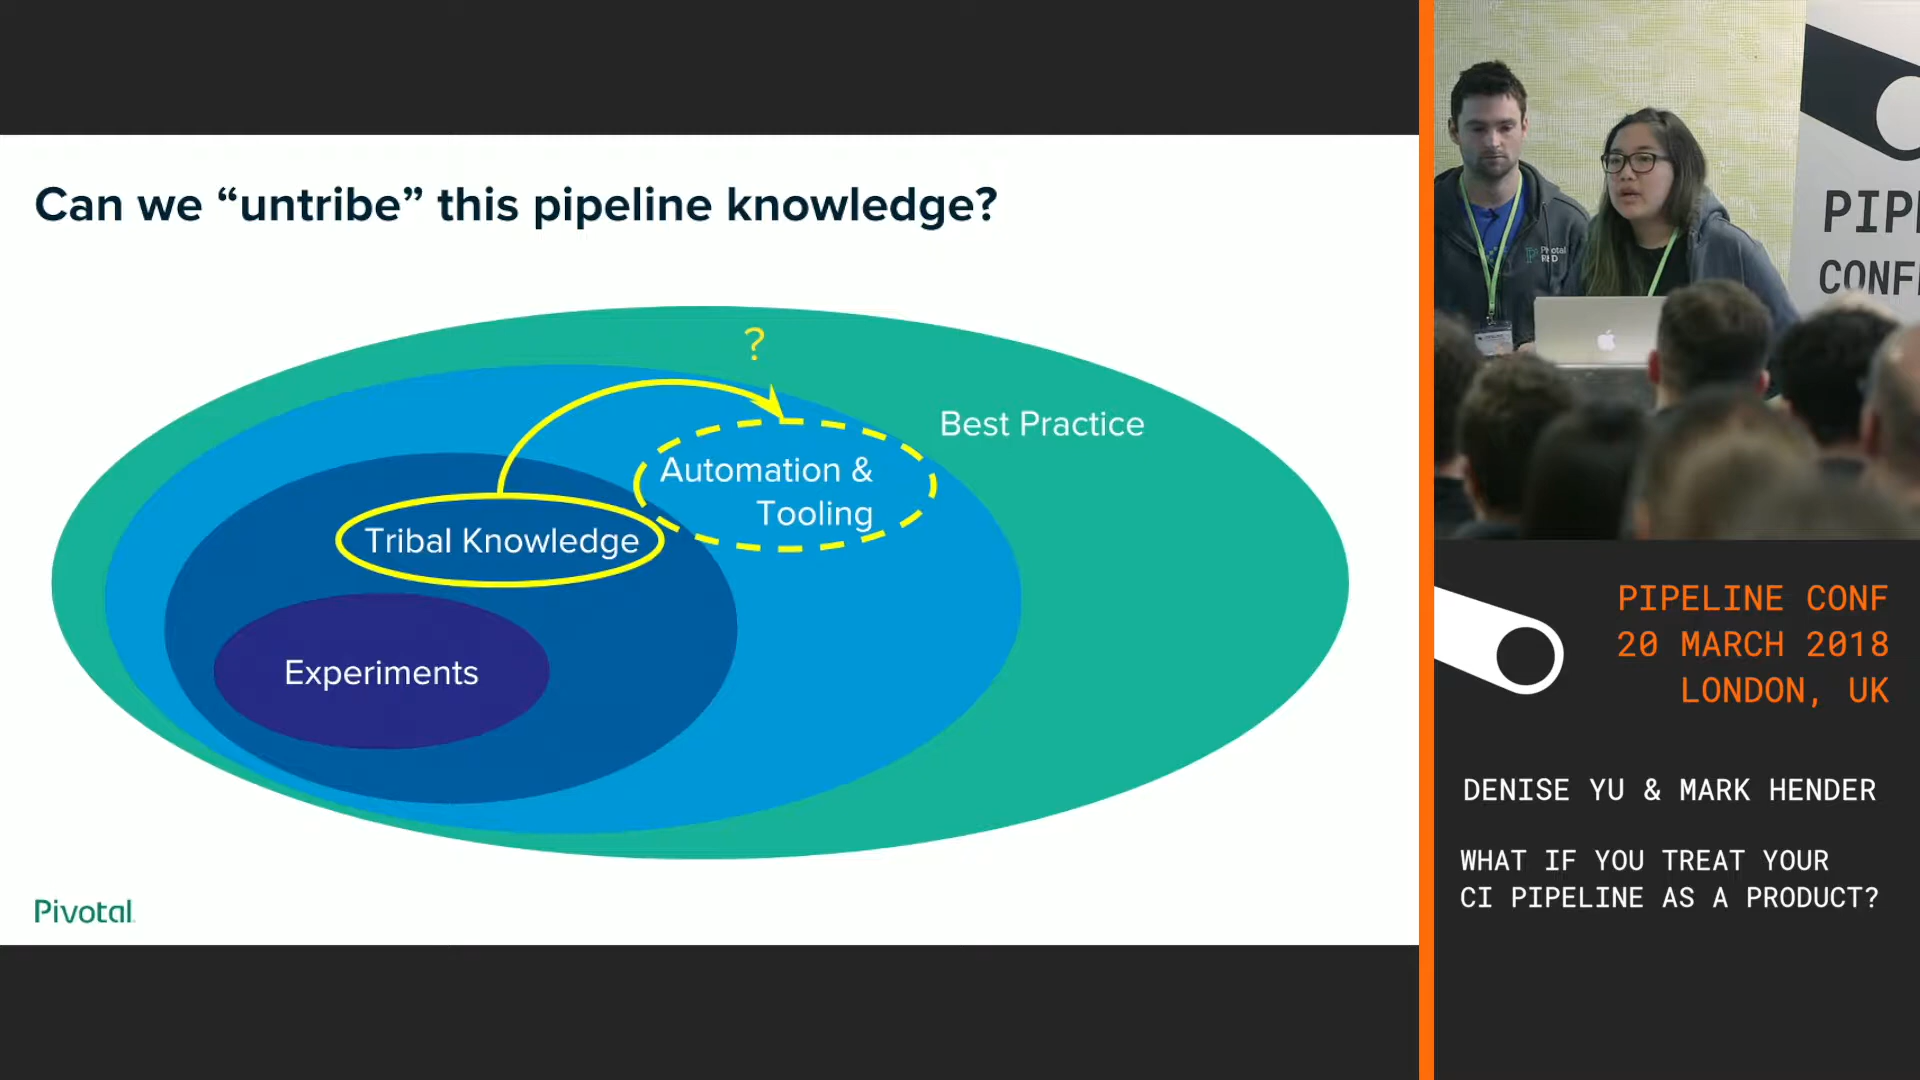 Can we “untribe” this pipeline knowledge?
?
Best Practice
Automation &
Tooling
Tribal Knowledge
Experiments
Pivotal
Pivotal
R&D
PIP
CONF
PIPELINE CONF
20 MARCH 2018
LONDON, UK
DENISE YU & MARK HENDER
WHAT IF YOU TREAT YOUR
CI PIPELINE AS A PRODUCT?